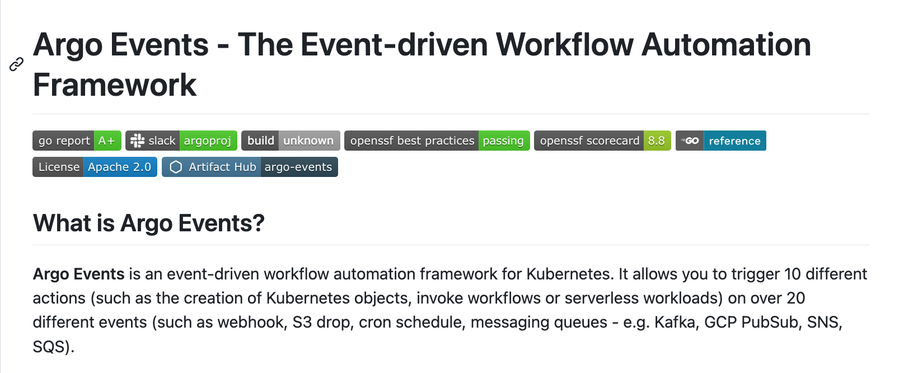 Argo Events - The Event-driven Workflow Automation
Framework
go report A+ slack argoproj build unknown openssf best practices passing openssf scorecard 8.8 GO reference
License Apache 2.0 Artifact Hub argo-events
What is Argo Events?
Argo Events is an event-driven workflow automation framework for Kubernetes. It allows you to trigger 10 different
actions (such as the creation of Kubernetes objects, invoke workflows or serverless workloads) on over 20
different events (such as webhook, S3 drop, cron schedule, messaging queues - e.g. Kafka, GCP PubSub, SNS,
SQS).